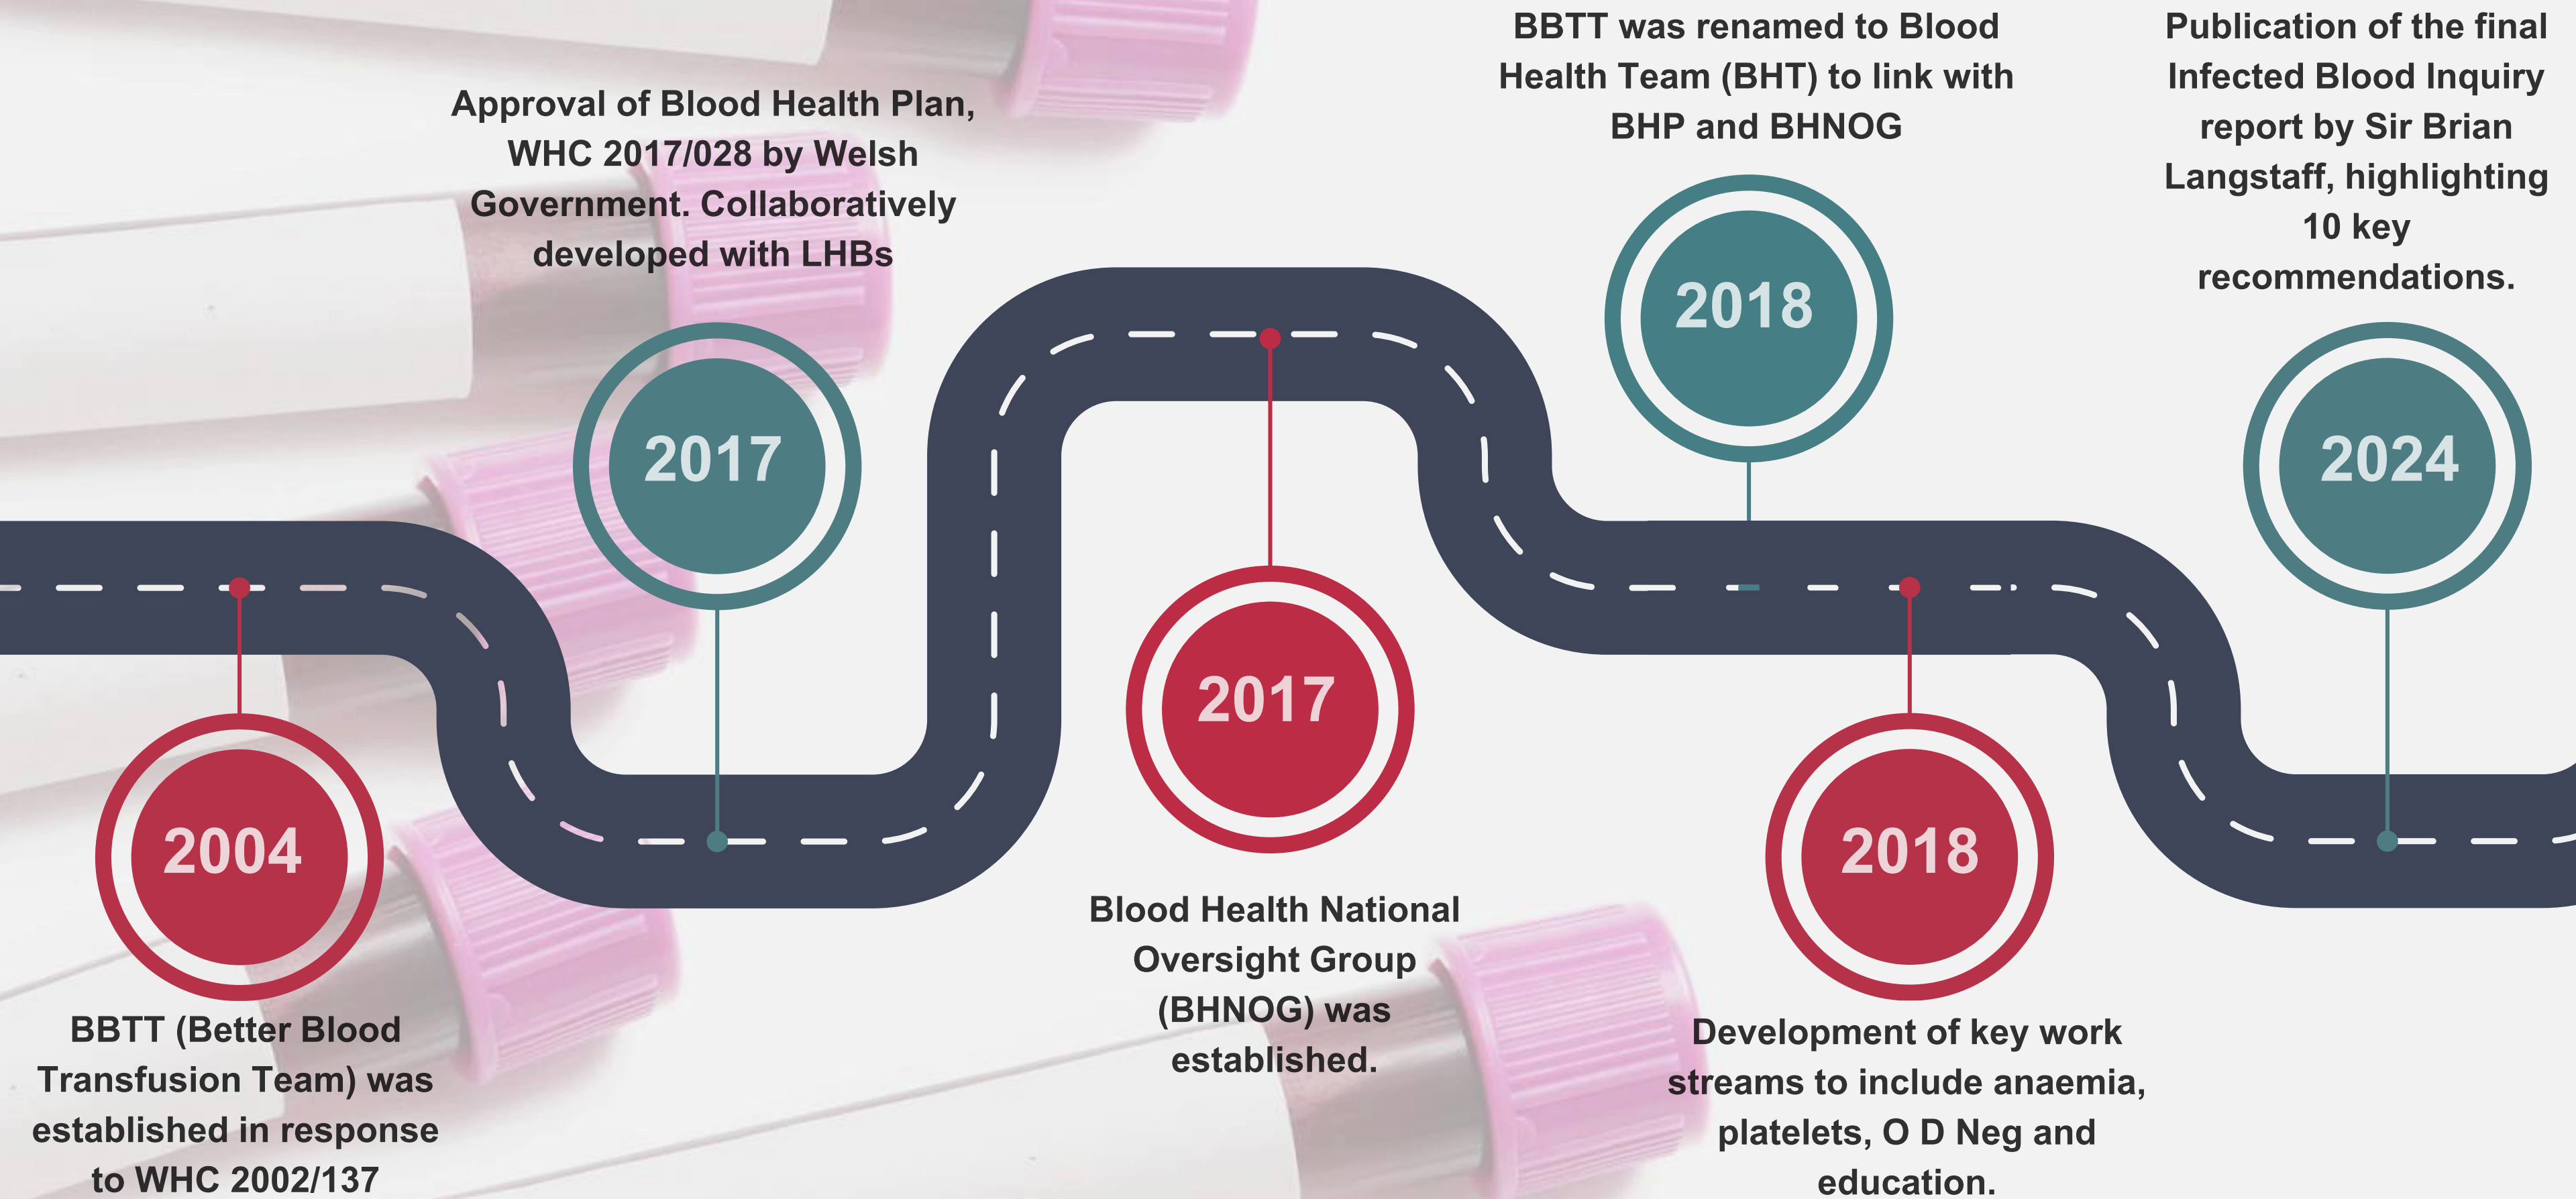 2004
BBTT (Better Blood
Transfusion Team) was
established in response
to WHC 2002/137
Approval of Blood Health Plan,
WHC 2017/028 by Welsh
Government. Collaboratively
developed with LHBs
2017
2017
Blood Health National
Oversight Group
(BHNOG) was
established.
BBTT was renamed to Blood
Health Team (BHT) to link with
BHP and BHNOG
2018
2018
Development of key work
streams to include anaemia,
platelets, O D Neg and
education.
Publication of the final
Infected Blood Inquiry
report by Sir Brian
Langstaff, highlighting
10 key
recommendations.
2024